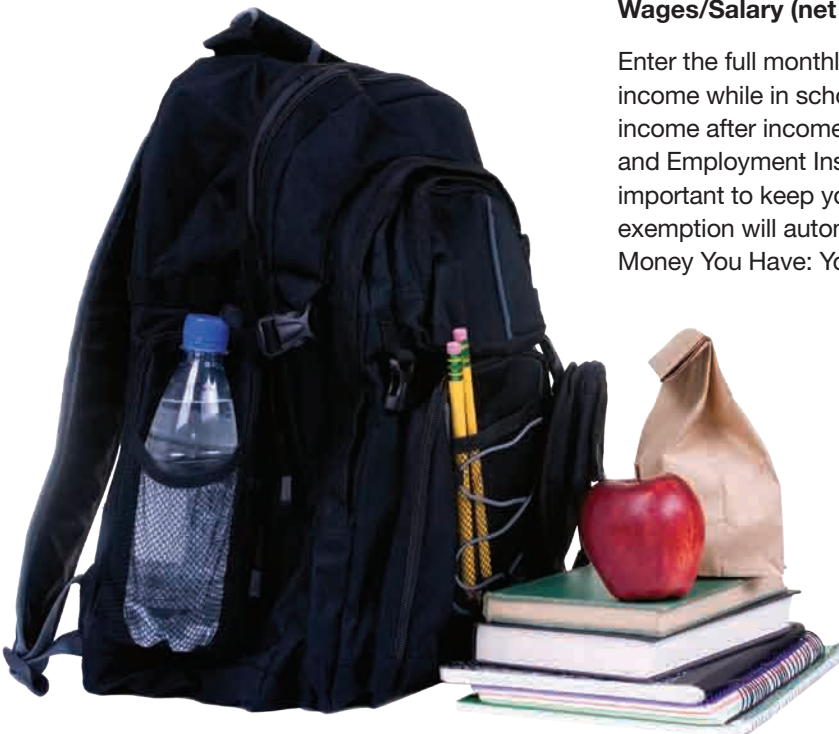 Wages/Salary (net
Enter the full monthl
income while in scho
income after income
and Employment Ins
important to keep yo
exemption will autor
Money You Have: Yo